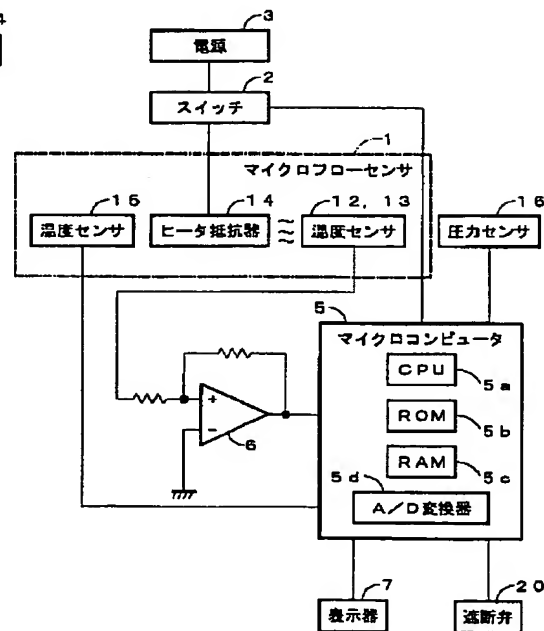 4
3
電源
2
スイッチ
1
マイクロフローセンサ
15
14
12, 13
16
温度センサ
ヒータ抵抗器
温度センサ
圧力センサ
5
マイクロコンピュータ
CPU
5a
+
-
6
ROM
5b
RAM
5c
5d
A/D変換器
7
20
表示器
遮断弁